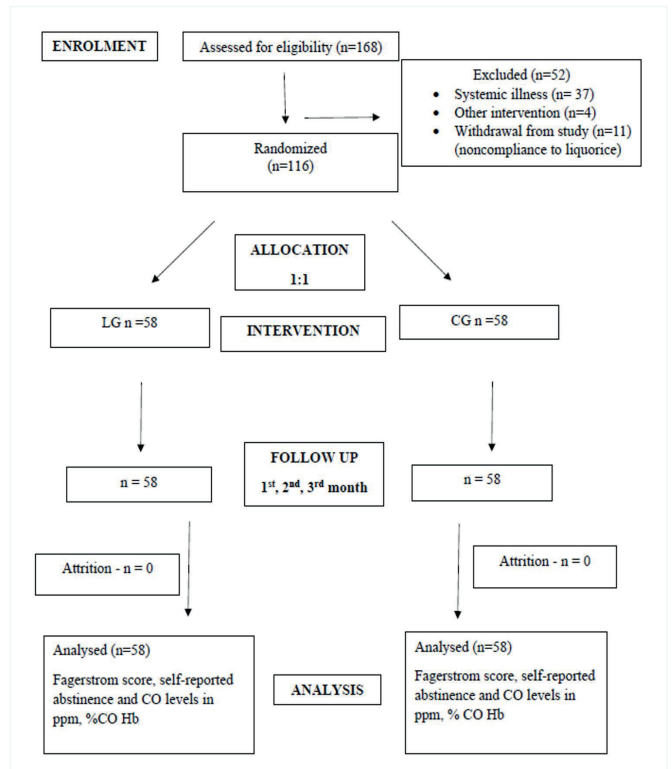 ENROLMENT
Assessed for eligibility (n=168)
Excluded (n=52)
• Systemic illness (n= 37)
• Other intervention (n=4)
• Withdrawal from study (n=11)
(noncompliance to liquorice)
Randomized
(n=116)
ALLOCATION
1:1
LG n =58
INTERVENTION
CG n =58
FOLLOW UP
1st, 2nd, 3rd month
n = 58
n = 58
Attrition - n = 0
Attrition - n = 0
Analysed (n=58)
Fagerstrom score, self-reported
abstinence and CO levels in
ppm, %CO Hb
ANALYSIS
Analysed (n=58)
Fagerstrom score, self-reported
abstinence and CO levels in
ppm, % CO Hb